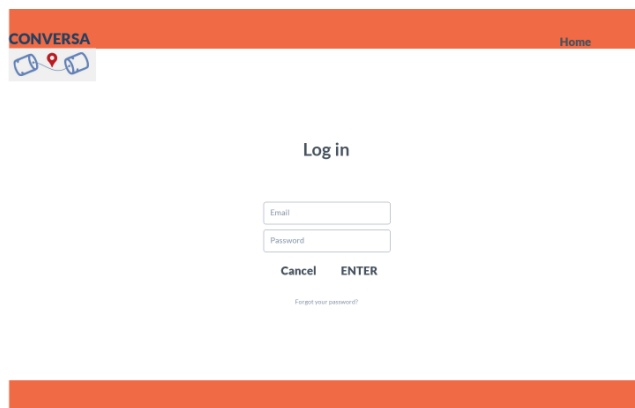 CONVERSA
Home
Log in
Email
Password
Cancel ENTER
Forgot your password?